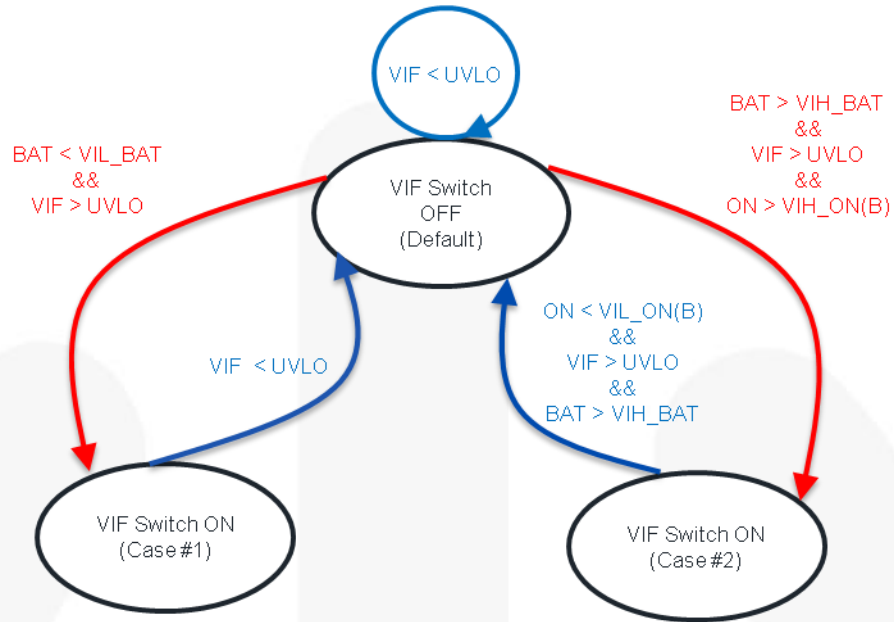 VIF < UVLO
BAT > VIH_BAT
&&
VIF > UVLO
&&
ON > VIH_ON(B)
BAT < VIL_BAT
&&
VIF > UVLO
VIF Switch
OFF
(Default)
ON < VIL_ON(B)
&&
VIF > UVLO
&&
BAT > VIH_BAT
VIF < UVLO
VIF Switch ON
(Case #1)
VIF Switch ON
(Case #2)